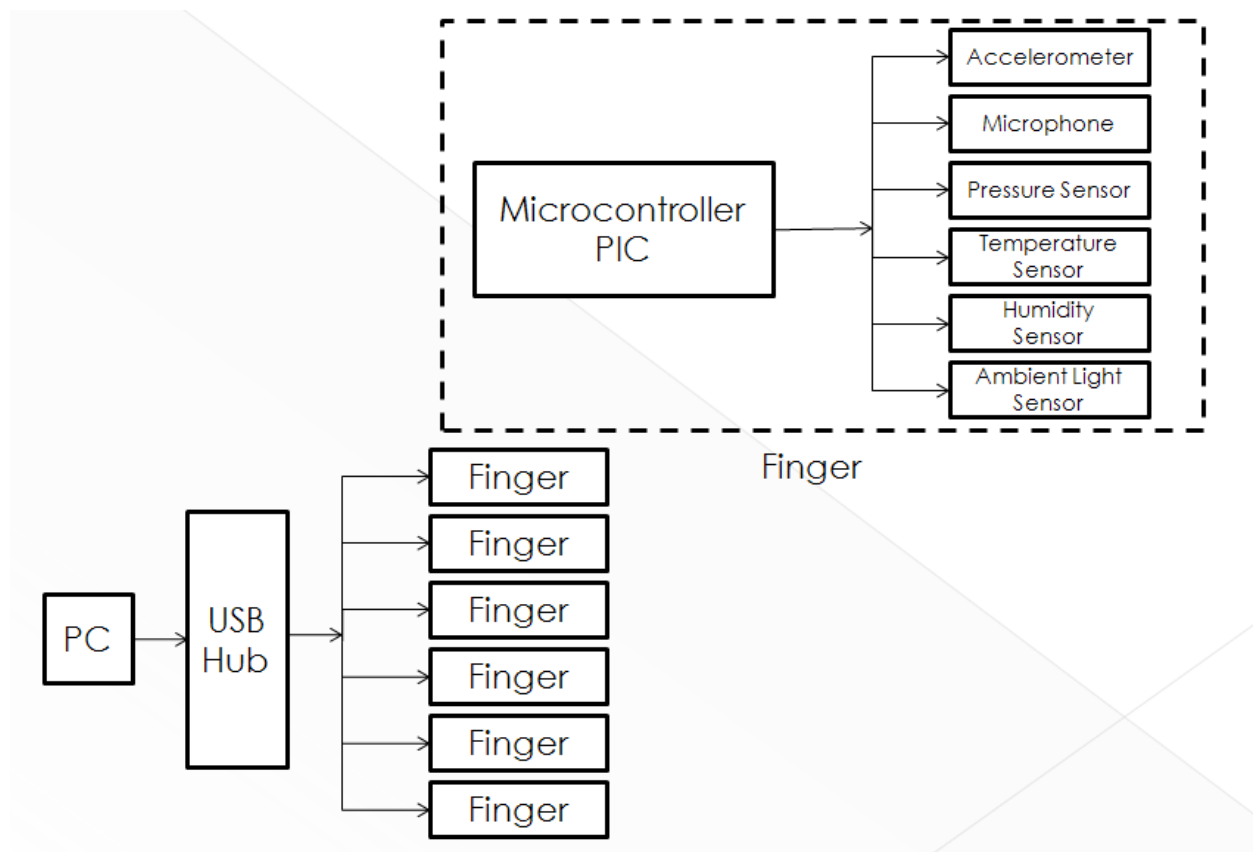 Accelerometer
Microphone
Microcontroller
PIC
Pressure Sensor
Temperature
Sensor
Humidity
Sensor
Ambient Light
Sensor
Finger
Finger
Finger
Finger
Finger
Finger
Finger
PC
USB
Hub